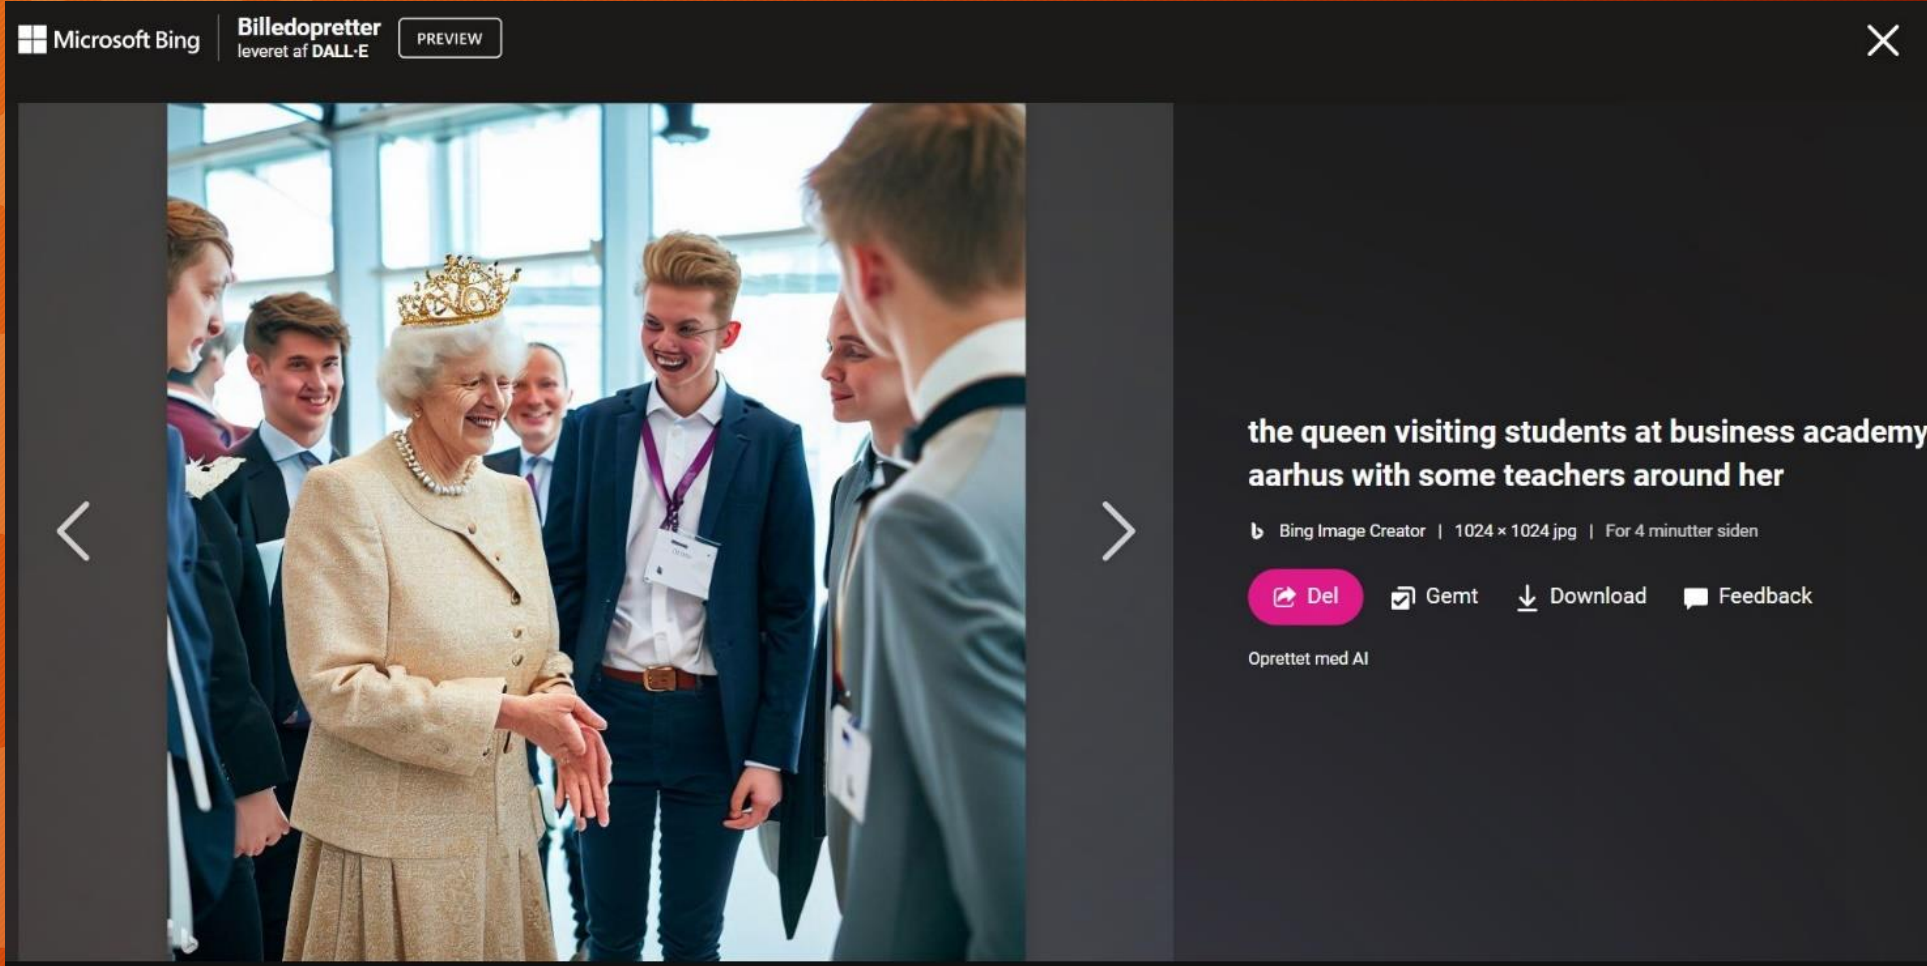 Microsoft Bing
Billedopretter
leveret af DALL·E
PREVIEW
the queen visiting students at business academy
aarhus with some teachers around her
Bing Image Creator | 1024 × 1024 jpg | For 4 minutter siden
Del
Gemt
Download
Feedback
Oprettet med AI